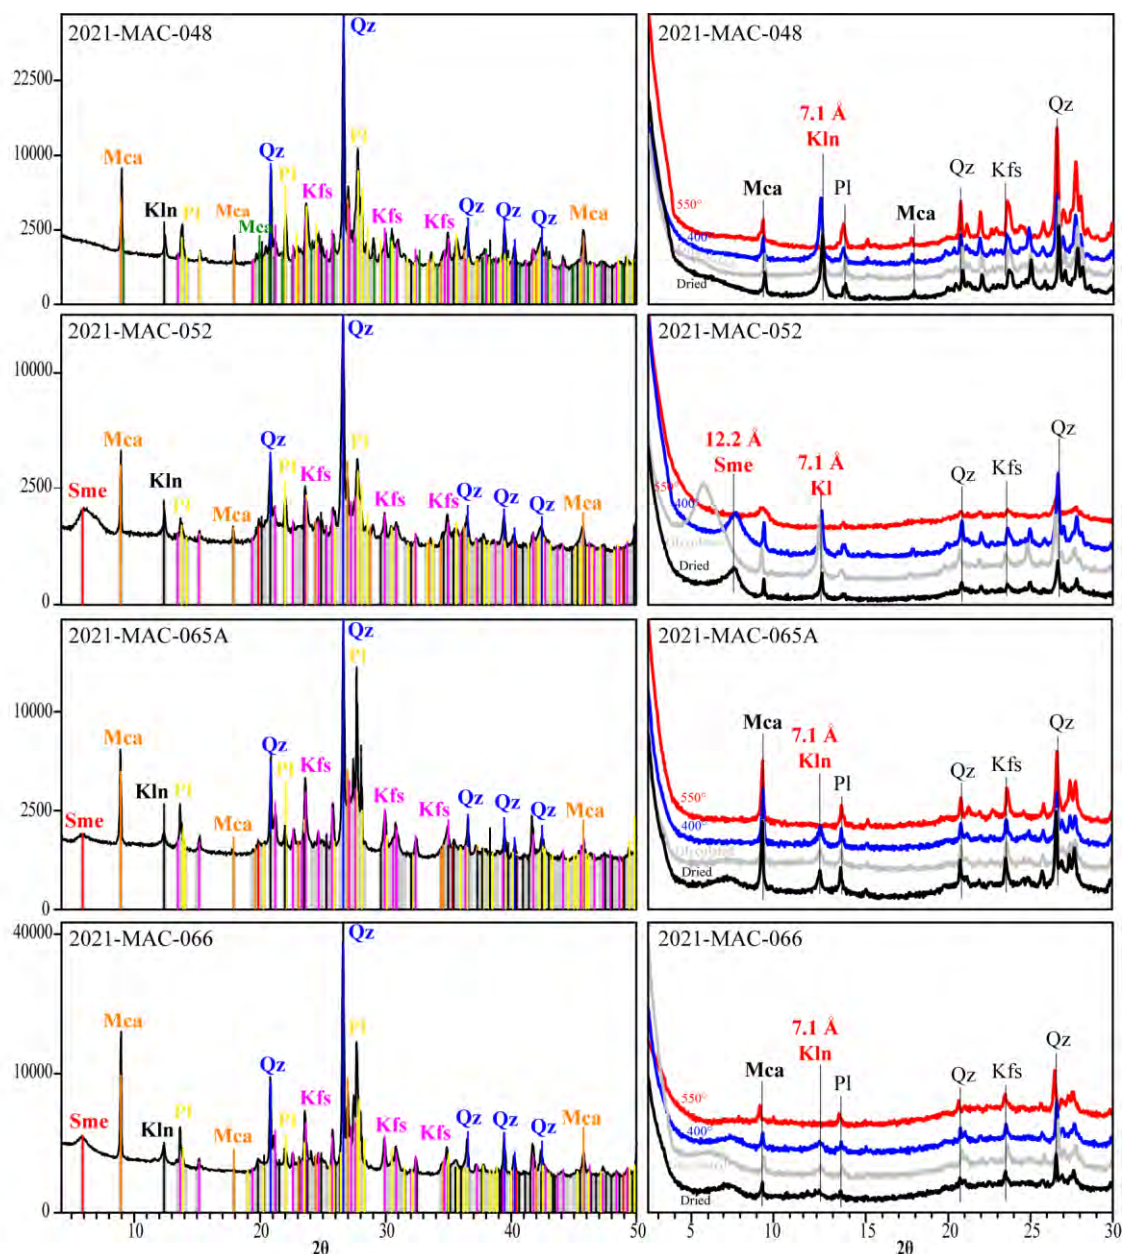 2021-MAC-048
Qz
22500
10000
2500
0
Mca
Kln
Pl
Mca
Mca
Qz
Pl
Kfs
Pl
Kfs
Kfs
Qz
Qz
Qz
Mca
2021-MAC-048
7.1 Å
Kln
Mca
Pl
Mca
Qz
Kfs
Qz
550°
400°
Dried
2021-MAC-052
Qz
10000
2500
0
Sme
Mca
Kln
Pl
Mca
Qz
Pl
Kfs
Pl
Kfs
Kfs
Qz
Qz
Qz
Mca
2021-MAC-052
12.2 Å
Sme
7.1 Å
Kl
Qz
Kfs
Qz
550°
400°
Glycolated
Dried
2021-MAC-065A
Qz
Pl
10000
2500
0
Sme
Mca
Kln
Pl
Mca
Qz
Pl
Kfs
Kfs
Kfs
Qz
Qz
Qz
Mca
2021-MAC-065A
Mca
7.1 Å
Kln
Pl
Qz
Kfs
Qz
550°
400°
Glycolated
Dried
2021-MAC-066
Qz
40000
10000
0
Sme
Mca
Kln
Pl
Mca
Qz
Pl
Kfs
Pl
Kfs
Kfs
Qz
Qz
Qz
Mca
10
20
30
40
50
2θ
2021-MAC-066
7.1 Å
Kln
Mca
Pl
Qz
Kfs
Qz
550°
400°
Dried
5
10
15
20
25
30
2θ